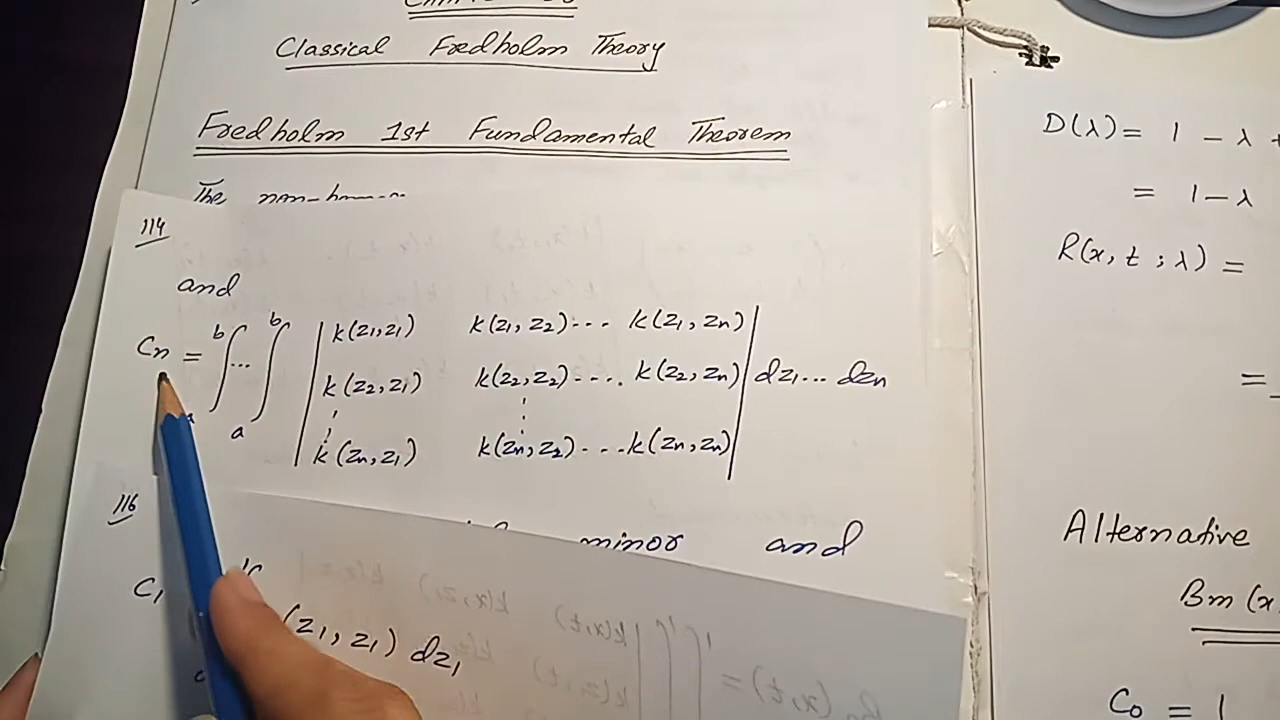 Classical Fredholm Theory
Fredholm 1st Fundamental Theorem
The
114
and
Cn = ∫...∫ a b b | k(z1,z1) k(z1,z2)... k(z1,zn) |
k(z2,z1) k(z2,z2).... k(z2,zn) dz1... dzn
k(zn,z1) k(zn,z2)...k(zn,zn)
minor and
116
C1 (z1,z1) dz1
D(λ) = 1 - λ +
= 1 - λ
R(x,t;λ) =
=
Alternative
Bm(x,
C0 = 1